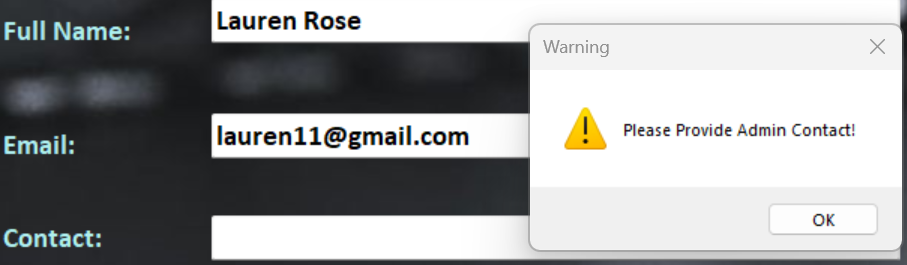 Full Name:
Lauren Rose
Email:
lauren11@gmail.com
Contact:
Warning
Please Provide Admin Contact!
OK